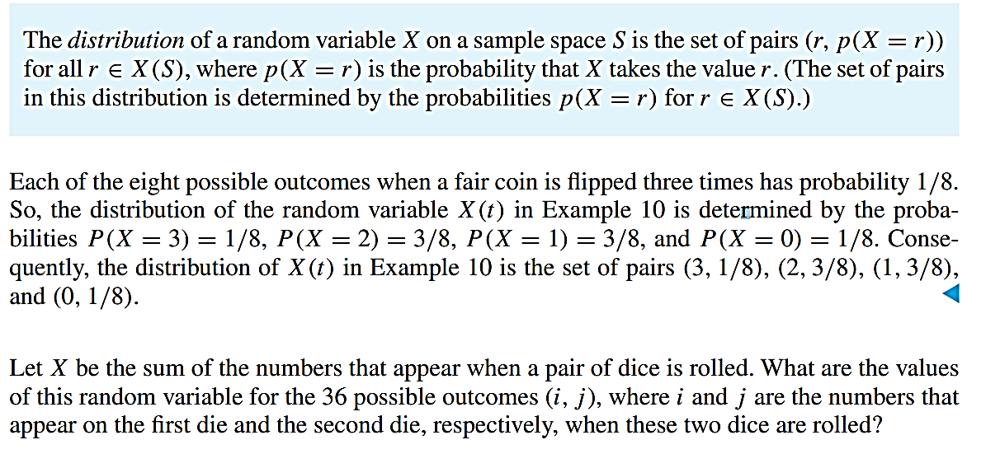 The distribution of a random variable X on a sample space S is the set of pairs (r, p(X = r))
for all r ∈ X(S), where p(X = r) is the probability that X takes the value r. (The set of pairs
in this distribution is determined by the probabilities p(X = r) for r ∈ X(S).)
Each of the eight possible outcomes when a fair coin is flipped three times has probability 1/8.
So, the distribution of the random variable X(t) in Example 10 is determined by the proba-
bilities P(X = 3) = 1/8, P(X = 2) = 3/8, P(X = 1) = 3/8, and P(X = 0) = 1/8. Conse-
quently, the distribution of X(t) in Example 10 is the set of pairs (3, 1/8), (2, 3/8), (1, 3/8),
and (0, 1/8).
Let X be the sum of the numbers that appear when a pair of dice is rolled. What are the values
of this random variable for the 36 possible outcomes (i, j), where i and j are the numbers that
appear on the first die and the second die, respectively, when these two dice are rolled?